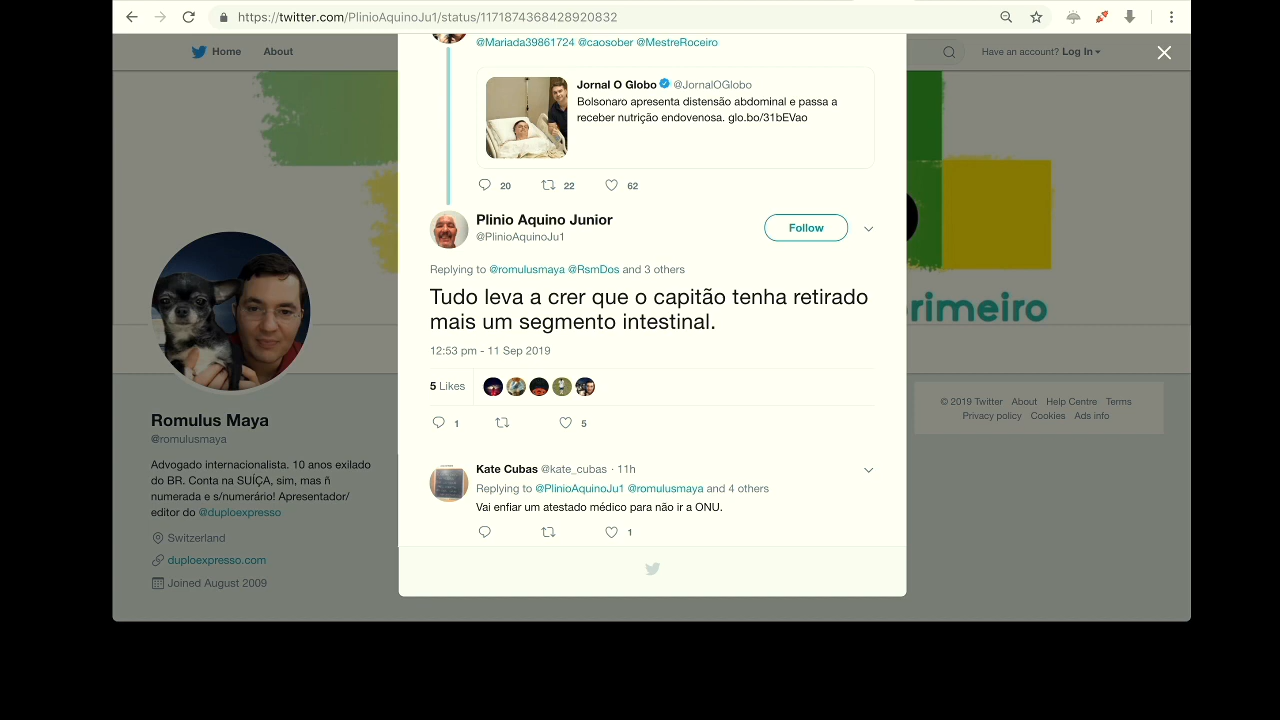 https://twitter.com/PlinioAquinoJu1/status/1171874368428920832
Home About
Have an account? Log In
@Mariada39861724 @caosober @MestreRoceiro
Jornal O Globo @JornalOGlobo
Bolsonaro apresenta distensão abdominal e passa a
receber nutrição endovenosa. glo.bo/31bEVao
20 22 62
Plinio Aquino Junior
@PlinioAquinoJu1
Follow
Replying to @romulusmaya @RsmDos and 3 others
Tudo leva a crer que o capitão tenha retirado
mais um segmento intestinal.
12:53 pm - 11 Sep 2019
5 Likes
1 5
Kate Cubas @kate_cubas · 11h
Replying to @PlinioAquinoJu1 @romulusmaya and 4 others
Vai enfiar um atestado médico para não ir a ONU.
1
Romulus Maya
@romulusmaya
Advogado internacionalista. 10 anos exilado
do BR. Conta na SUÍÇA, sim, mas ñ
numerada e s/numerário! Apresentador/
editor do @duploexpresso
Switzerland
duploexpresso.com
Joined August 2009
rimeiro
© 2019 Twitter About Help Centre Terms
Privacy policy Cookies Ads info